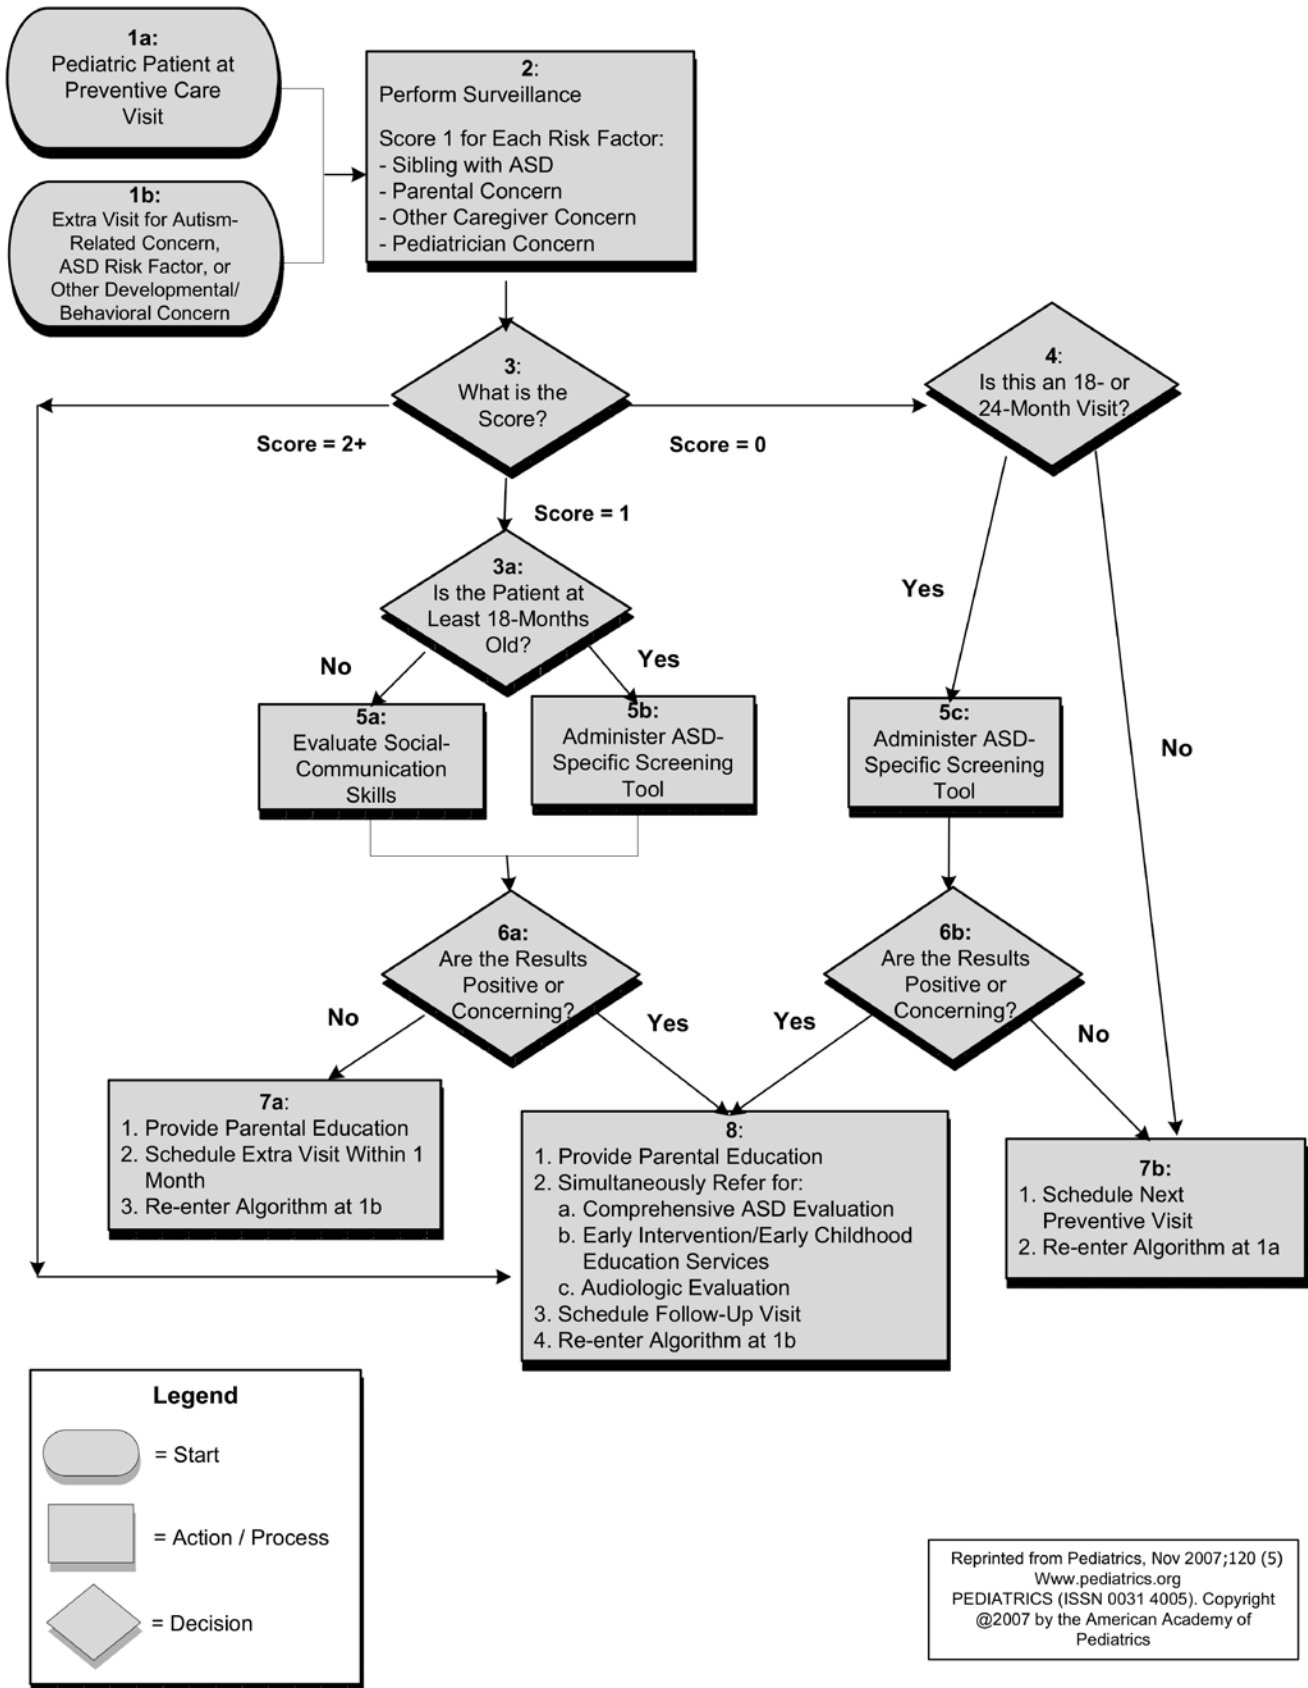 1a:
Pediatric Patient at
Preventive Care
Visit
1b:
Extra Visit for Autism-
Related Concern,
ASD Risk Factor, or
Other Developmental/
Behavioral Concern
2:
Perform Surveillance
Score 1 for Each Risk Factor:
- Sibling with ASD
- Parental Concern
- Other Caregiver Concern
- Pediatrician Concern
3:
What is the
Score?
Score = 2+
Score = 0
Score = 1
4:
Is this an 18- or
24-Month Visit?
Yes
No
3a:
Is the Patient at
Least 18-Months
Old?
No
Yes
5a:
Evaluate Social-
Communication
Skills
5b:
Administer ASD-
Specific Screening
Tool
5c:
Administer ASD-
Specific Screening
Tool
6a:
Are the Results
Positive or
Concerning?
No
Yes
6b:
Are the Results
Positive or
Concerning?
Yes
No
7a:
1. Provide Parental Education
2. Schedule Extra Visit Within 1
Month
3. Re-enter Algorithm at 1b
8:
1. Provide Parental Education
2. Simultaneously Refer for:
a. Comprehensive ASD Evaluation
b. Early Intervention/Early Childhood
Education Services
c. Audiologic Evaluation
3. Schedule Follow-Up Visit
4. Re-enter Algorithm at 1b
7b:
1. Schedule Next
Preventive Visit
2. Re-enter Algorithm at 1a
Legend
= Start
= Action / Process
= Decision
Reprinted from Pediatrics, Nov 2007;120 (5)
Www.pediatrics.org
PEDIATRICS (ISSN 0031 4005). Copyright
@2007 by the American Academy of
Pediatrics